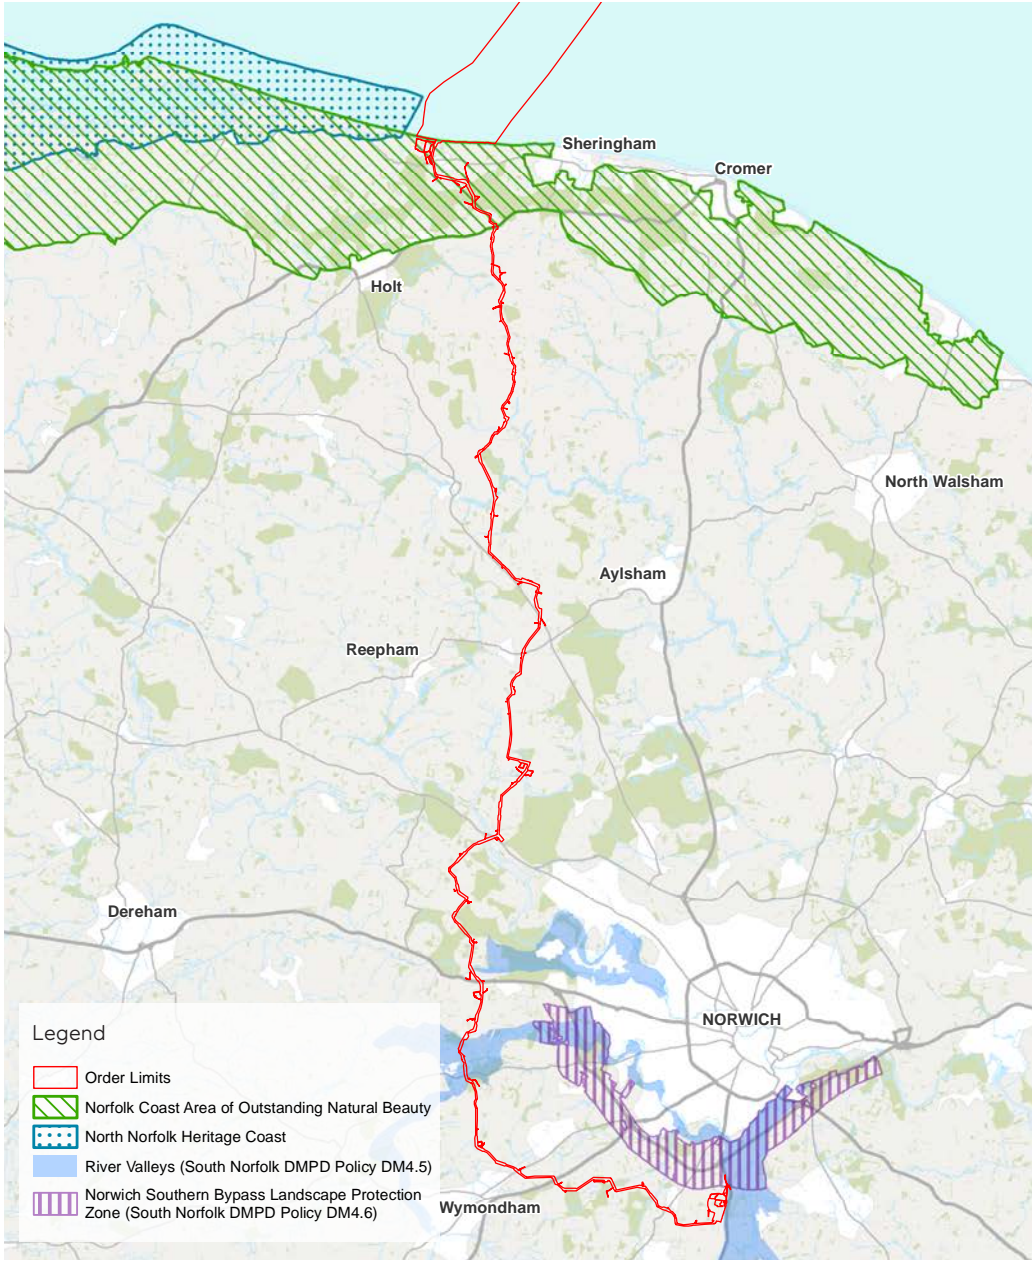 Sheringham
Cromer
Holt
North Walsham
Aylsham
Reepham
Dereham
NORWICH
Wymondham
Legend
Order Limits
Norfolk Coast Area of Outstanding Natural Beauty
North Norfolk Heritage Coast
River Valleys (South Norfolk DMPD Policy DM4.5)
Norwich Southern Bypass Landscape Protection
Zone (South Norfolk DMPD Policy DM4.6)